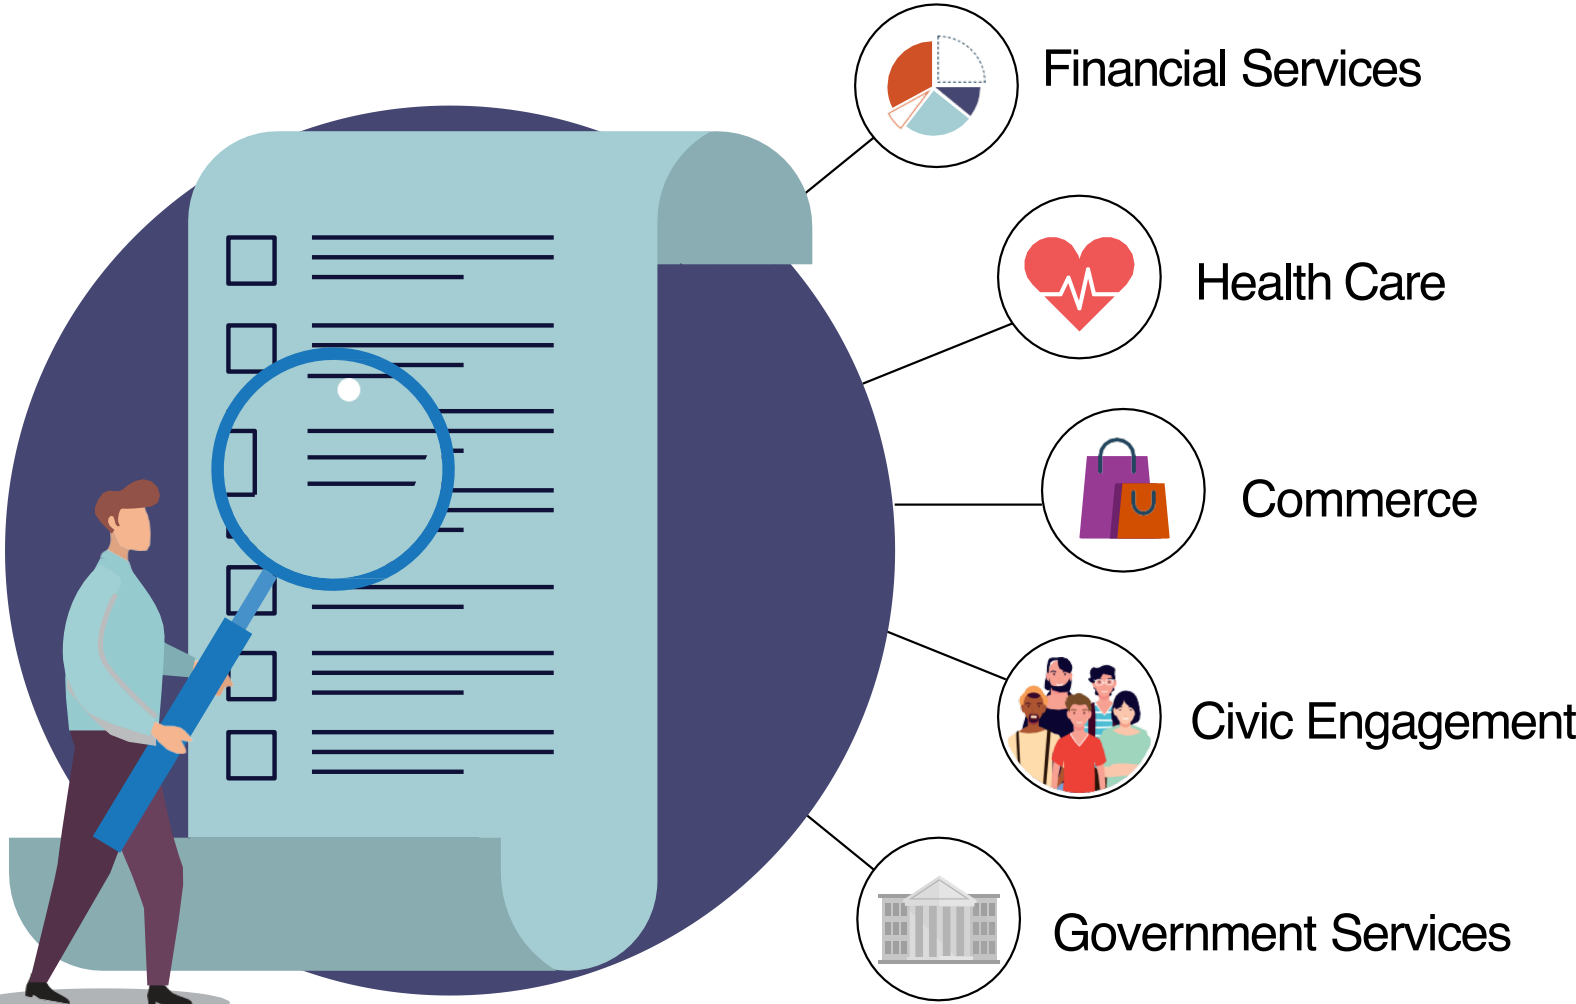 Financial Services
Health Care
Commerce
Civic Engagement
Government Services